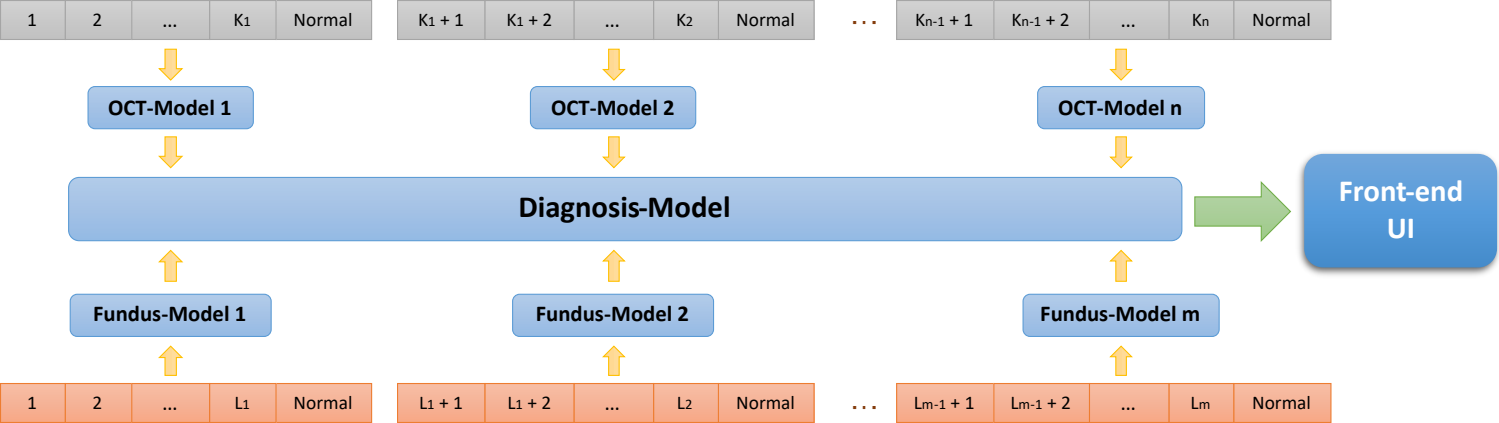 1 2 ... K1 Normal K1 + 1 K1 + 2 ... K2 Normal ... Kn-1 + 1 Kn-1 + 2 ... Kn Normal
OCT-Model 1 OCT-Model 2 OCT-Model n
Diagnosis-Model
Front-end
UI
Fundus-Model 1 Fundus-Model 2 Fundus-Model m
1 2 ... L1 Normal L1 + 1 L1 + 2 ... L2 Normal ... Lm-1 + 1 Lm-1 + 2 ... Lm Normal